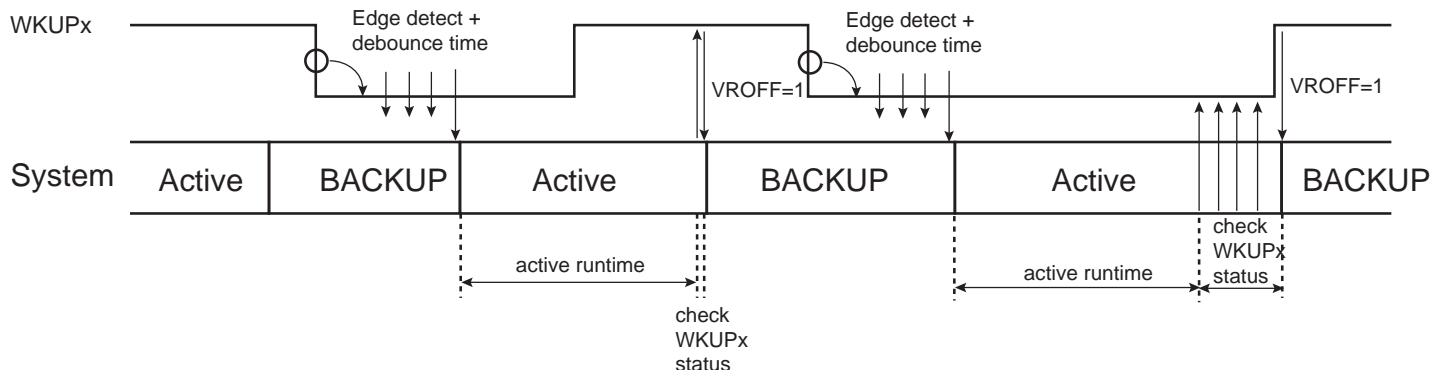 WKUPx
Edge detect +
debounce time
VROFF=1
Edge detect +
debounce time
VROFF=1
System
Active
BACKUP
Active
BACKUP
Active
BACKUP
active runtime
check
WKUPx
status
active runtime
check
WKUPx
status